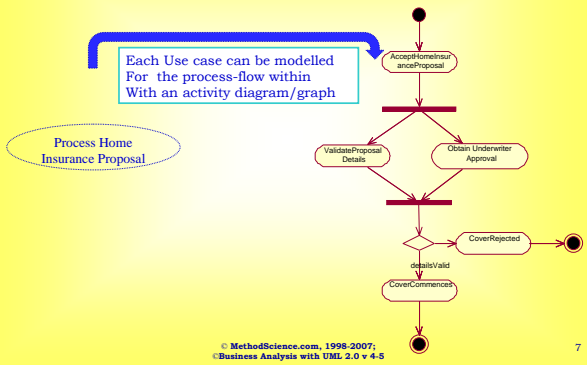 Each Use case can be modelled
For the process-flow within
With an activity diagram/graph
Process Home
Insurance Proposal
AcceptHomeInsur
anceProposal
ValidateProposal
Details
Obtain Underwriter
Approval
CoverRejected
detailsValid
CoverCommences
© MethodScience.com, 1998-2007;
©Business Analysis with UML 2.0 v 4-5
7